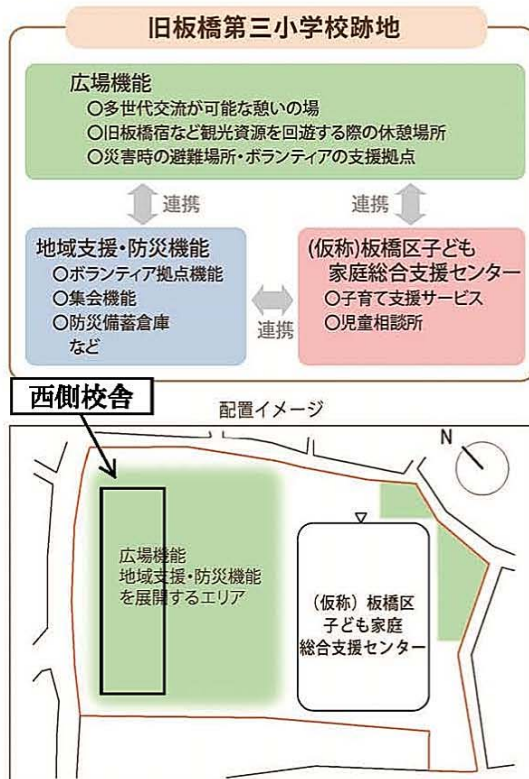 旧板橋第三小学校跡地
広場機能
○多世代交流が可能な憩いの場
○旧板橋宿など観光資源を回遊する際の休憩場所
○災害時の避難場所・ボランティアの支援拠点
連携
連携
地域支援・防災機能
○ボランティア拠点機能
○集会機能
○防災備蓄倉庫
など
連携
(仮称)板橋区子ども
家庭総合支援センター
○子育て支援サービス
○児童相談所
西側校舎
配置イメージ
N
広場機能
地域支援・防災機能
を展開するエリア
(仮称) 板橋区
子ども家庭
総合支援センター